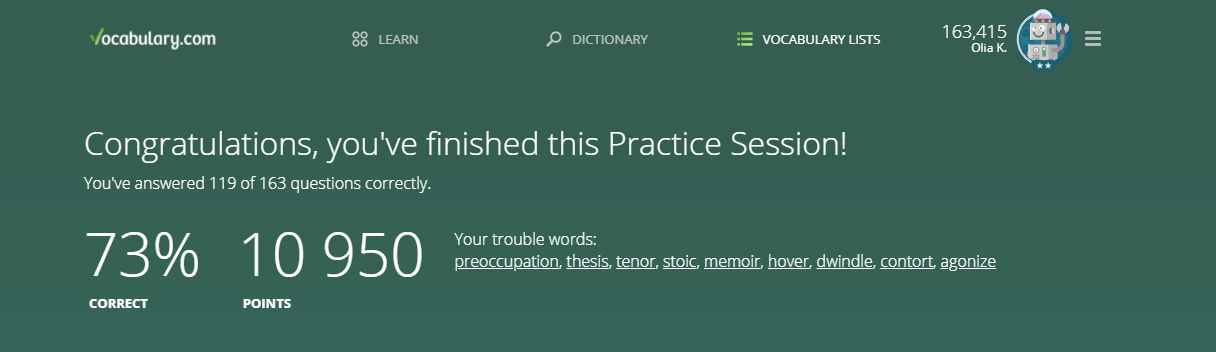 Vocabulary.com
LEARN
DICTIONARY
VOCABULARY LISTS
163,415
Olia K.
Congratulations, you've finished this Practice Session!
You've answered 119 of 163 questions correctly.
73%
CORRECT
10 950
POINTS
Your trouble words:
preoccupation, thesis, tenor, stoic, memoir, hover, dwindle, contort, agonize